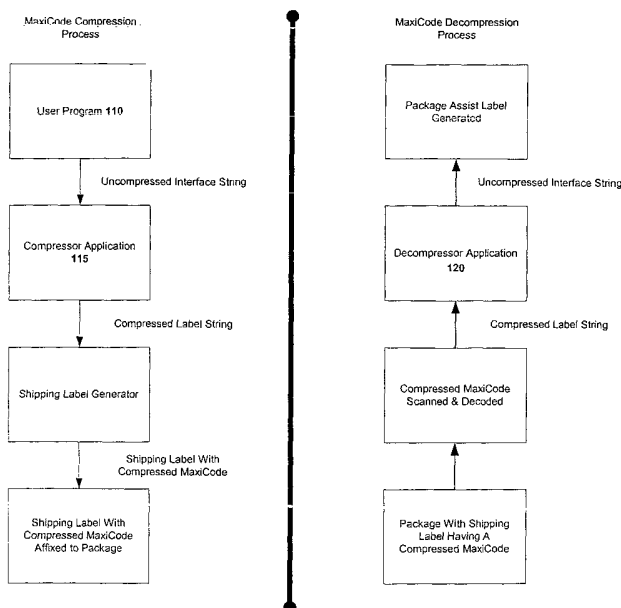 MaxiCode Compression
Process
User Program 110
Uncompressed Interface String
Compressor Application
115
Compressed Label String
Shipping Label Generator
Shipping Label With
Compressed MaxiCode
Shipping Label With
Compressed MaxiCode
Affixed to Package
MaxiCode Decompression
Process
Package Assist Label
Generated
Uncompressed Interface String
Decompressor Application
120
Compressed Label String
Compressed MaxiCode
Scanned & Decoded
Package With Shipping
Label Having A
Compressed MaxiCode